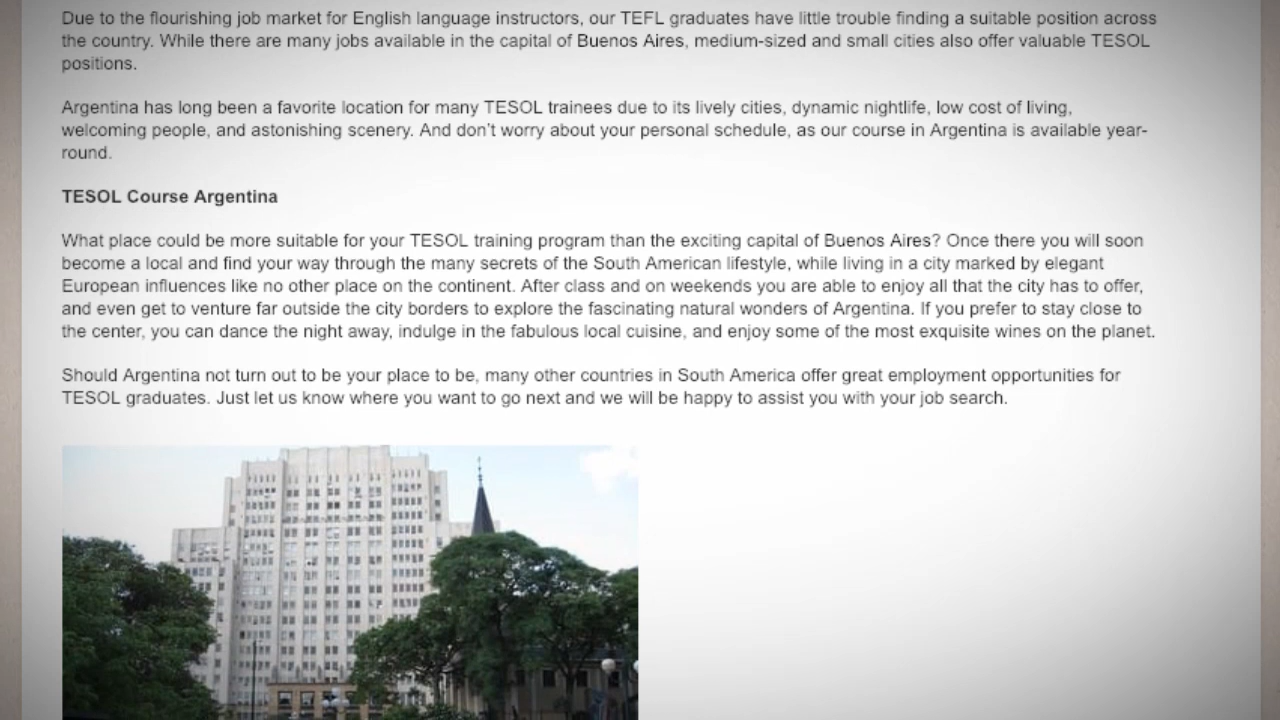 Due to the flourishing job market for English language instructors, our TEFL graduates have little trouble finding a suitable position across
the country. While there are many jobs available in the capital of Buenos Aires, medium-sized and small cities also offer valuable TESOL
positions.
Argentina has long been a favorite location for many TESOL trainees due to its lively cities, dynamic nightlife, low cost of living,
welcoming people, and astonishing scenery. And don't worry about your personal schedule, as our course in Argentina is available year-
round.
TESOL Course Argentina
What place could be more suitable for your TESOL training program than the exciting capital of Buenos Aires? Once there you will soon
become a local and find your way through the many secrets of the South American lifestyle, while living in a city marked by elegant
European influences like no other place on the continent. After class and on weekends you are able to enjoy all that the city has to offer,
and even get to venture far outside the city borders to explore the fascinating natural wonders of Argentina. If you prefer to stay close to
the center, you can dance the night away, indulge in the fabulous local cuisine, and enjoy some of the most exquisite wines on the planet.
Should Argentina not turn out to be your place to be, many other countries in South America offer great employment opportunities for
TESOL graduates. Just let us know where you want to go next and we will be happy to assist you with your job search.